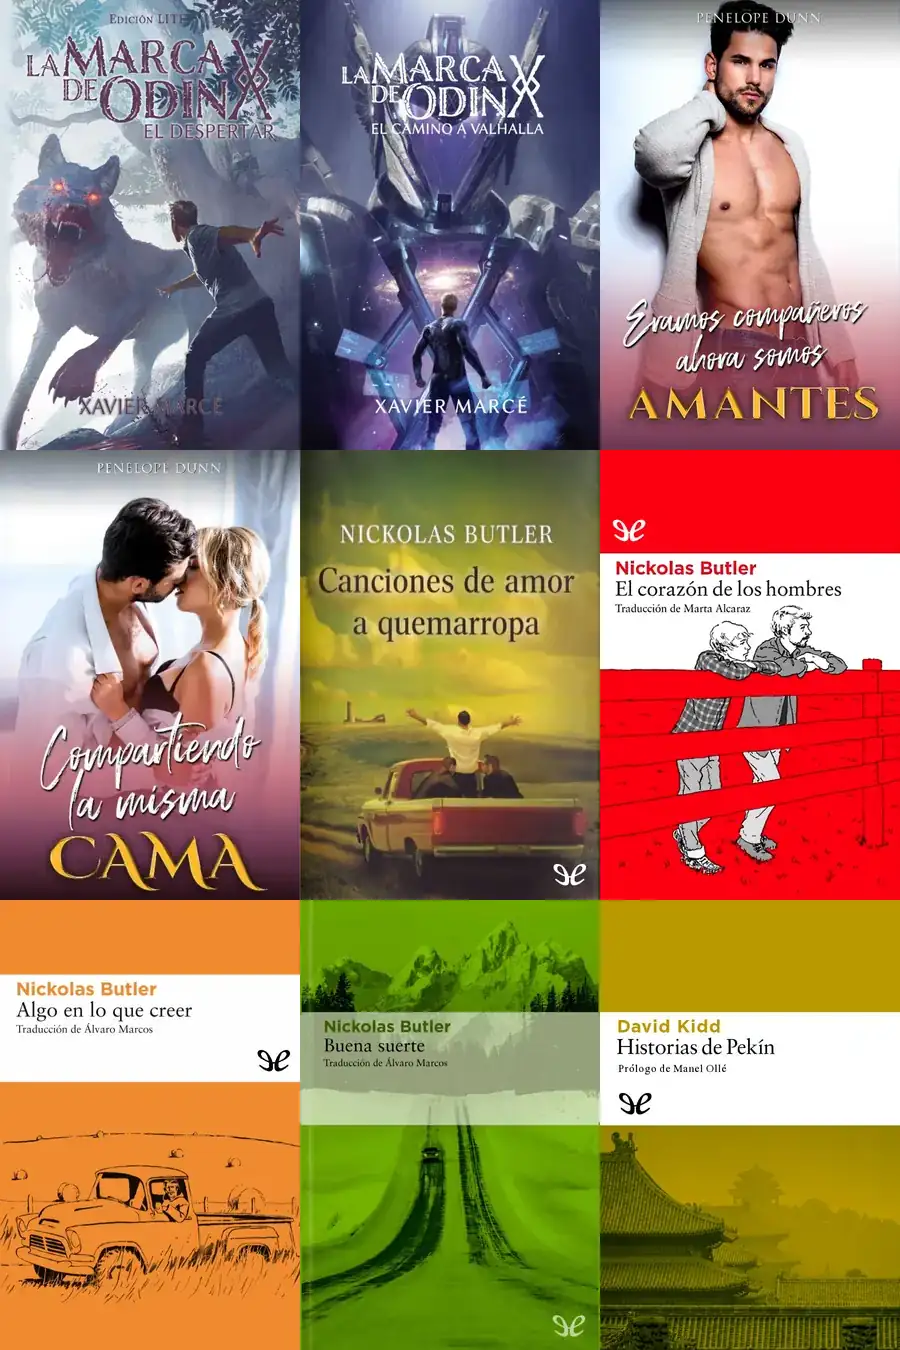 Edición LITE
LA MARCA
DE ODIN
EL DESPERTAR
XAVIER MARCÉ
LA MARCA
DE ODIN
EL CAMINO A VALHALLA
XAVIER MARCÉ
PENELOPE DUNN
Eramos compañeros
ahora somos
AMANTES
PENELOPE DUNN
Compartiendo
la misma
CAMA
NICKOLAS BUTLER
Canciones de amor
a quemarropa
Nickolas Butler
El corazón de los hombres
Traducción de Marta Alcaraz
Nickolas Butler
Algo en lo que creer
Traducción de Álvaro Marcos
Nickolas Butler
Buena suerte
Traducción de Álvaro Marcos
David Kidd
Historias de Pekín
Prólogo de Manel Ollé